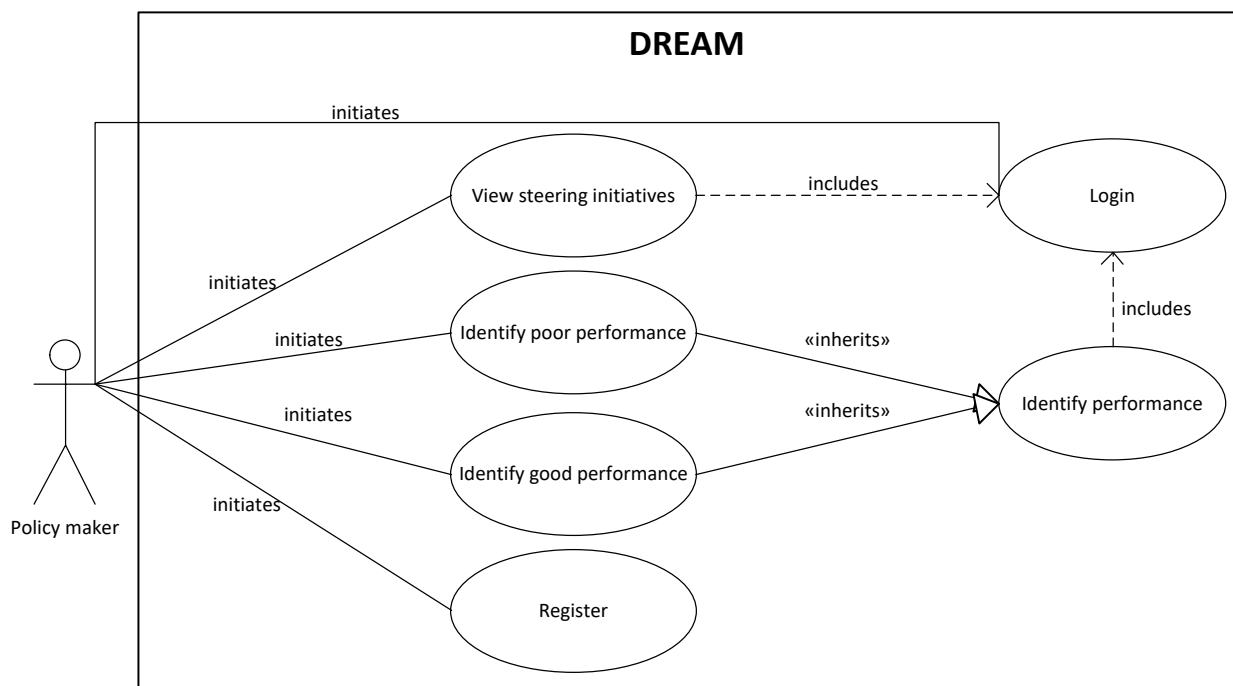 DREAM
initiates
View steering initiatives
includes
Login
initiates
includes
initiates
Identify poor performance
«inherits»
Identify performance
initiates
«inherits»
Identify good performance
initiates
Policy maker
Register